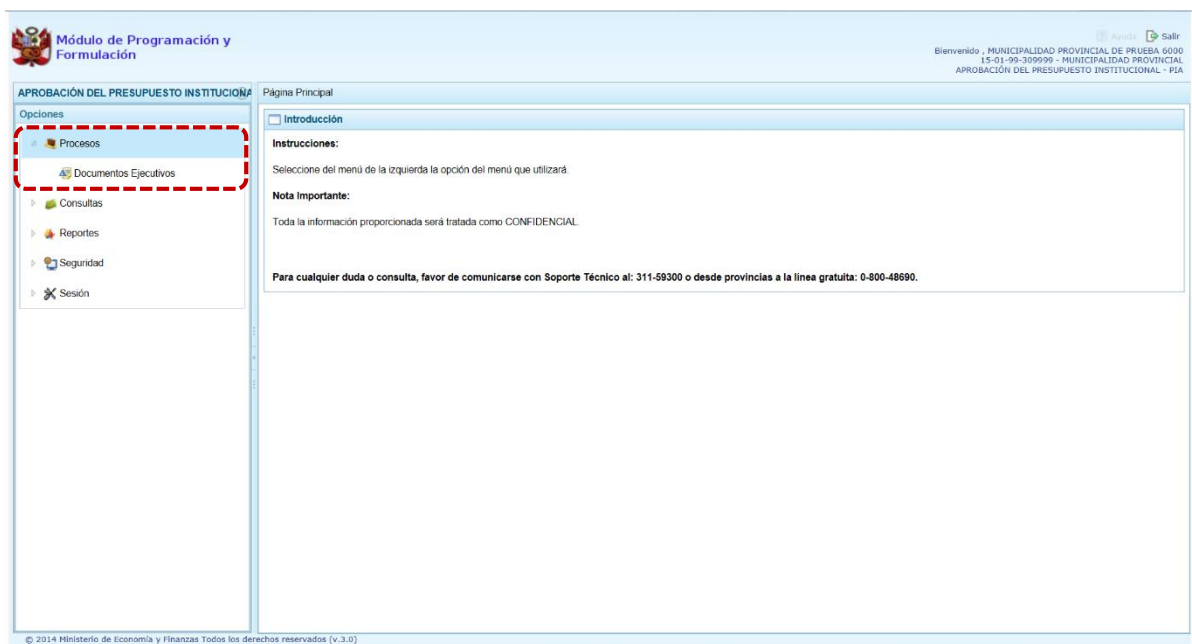 Módulo de Programación y
Formulación
Ayuda Salir
Bienvenido , MUNICIPALIDAD PROVINCIAL DE PRUEBA 6000
15-01-99-309999 - MUNICIPALIDAD PROVINCIAL
APROBACIÓN DEL PRESUPUESTO INSTITUCIONAL - PIA
APROBACIÓN DEL PRESUPUESTO INSTITUCIONA
Página Principal
Opciones
Procesos
Documentos Ejecutivos
Consultas
Reportes
Seguridad
Sesión
Introducción
Instrucciones:
Seleccione del menú de la izquierda la opción del menú que utilizará.
Nota Importante:
Toda la información proporcionada será tratada como CONFIDENCIAL.
Para cualquier duda o consulta, favor de comunicarse con Soporte Técnico al: 311-59300 o desde provincias a la línea gratuita: 0-800-48690.
© 2014 Ministerio de Economía y Finanzas Todos los derechos reservados (v.3.0)